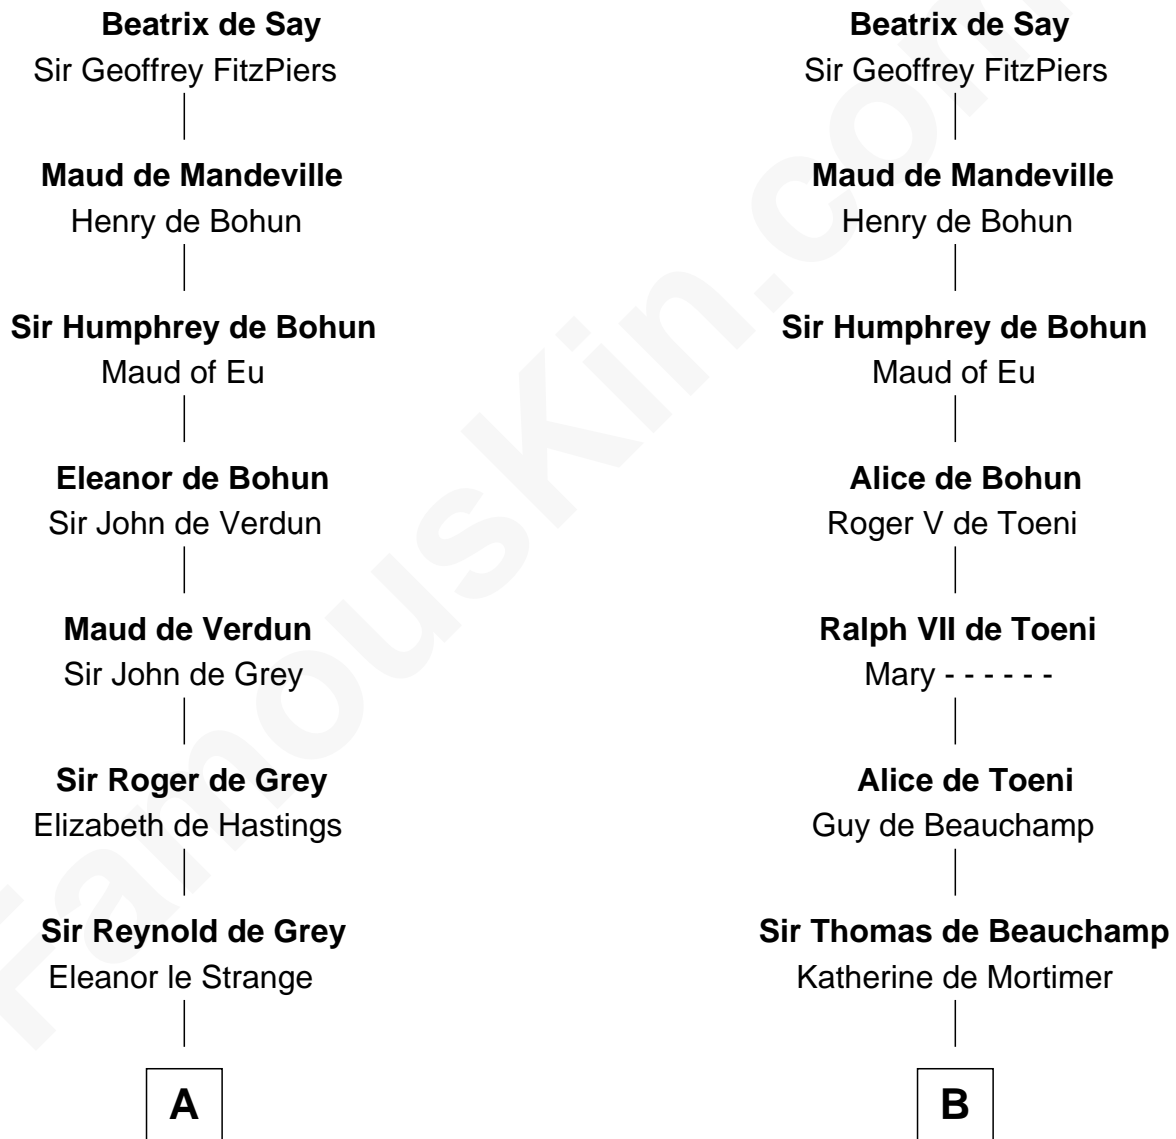 Beatrix de Say
Sir Geoffrey FitzPiers
Maud de Mandeville
Henry de Bohun
Sir Humphrey de Bohun
Maud of Eu
Eleanor de Bohun
Sir John de Verdun
Maud de Verdun
Sir John de Grey
Sir Roger de Grey
Elizabeth de Hastings
Sir Reynold de Grey
Eleanor le Strange
A
Beatrix de Say
Sir Geoffrey FitzPiers
Maud de Mandeville
Henry de Bohun
Sir Humphrey de Bohun
Maud of Eu
Alice de Bohun
Roger V de Toeni
Ralph VII de Toeni
Mary - - - - - -
Alice de Toeni
Guy de Beauchamp
Sir Thomas de Beauchamp
Katherine de Mortimer
B
FamousKin.com